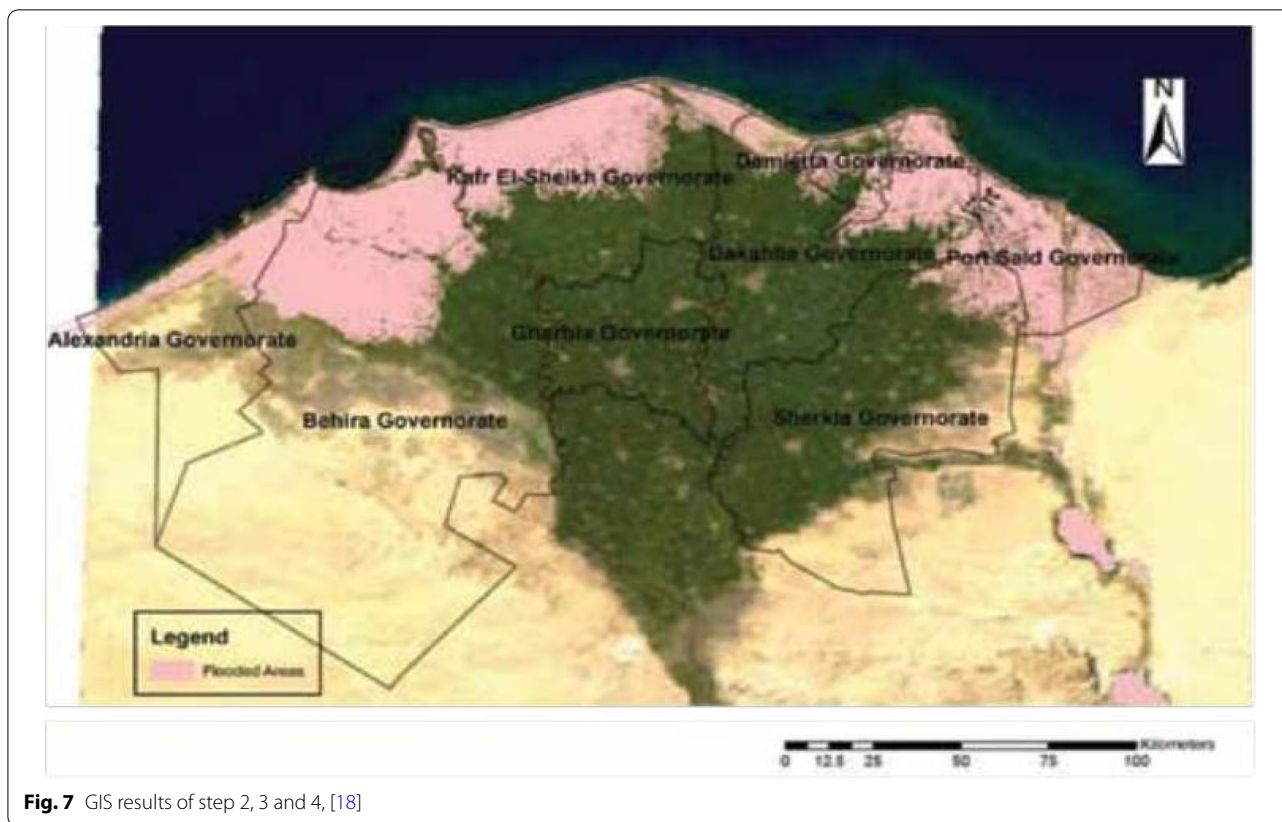 N
Kafr El-Sheikh Governorate
Damietta Governorate
Dakahlia Governorate
Port Said Governorate
Alexandria Governorate
Gharbia Governorate
Behira Governorate
Sherkia Governorate
Legend
Flooded Areas
Kilometers
0 12.5 25 50 75 100
Fig. 7 GIS results of step 2, 3 and 4, [18]